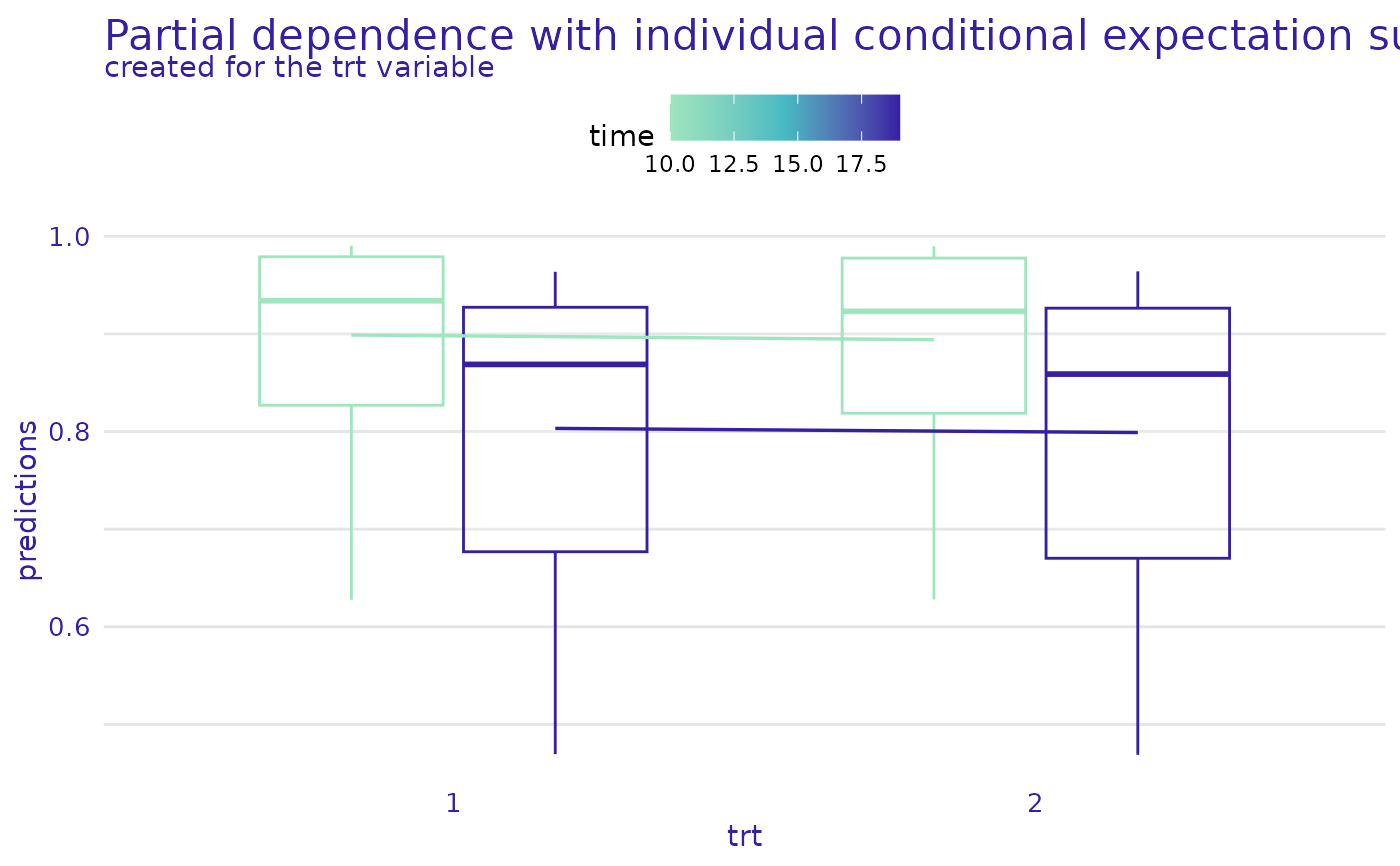 Partial dependence with individual conditional expectation su
created for the trt variable
time
10.0 12.5 15.0 17.5
1.0
0.8
0.6
predictions
1 2
trt